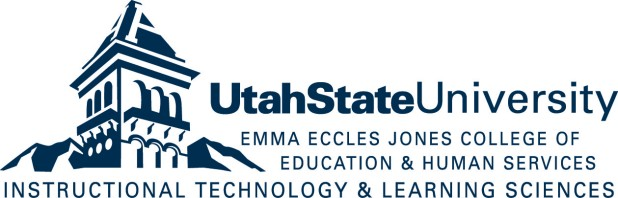 UtahStateUniversity
EMMA ECCLES JONES COLLEGE OF
EDUCATION & HUMAN SERVICES
INSTRUCTIONAL TECHNOLOGY & LEARNING SCIENCES